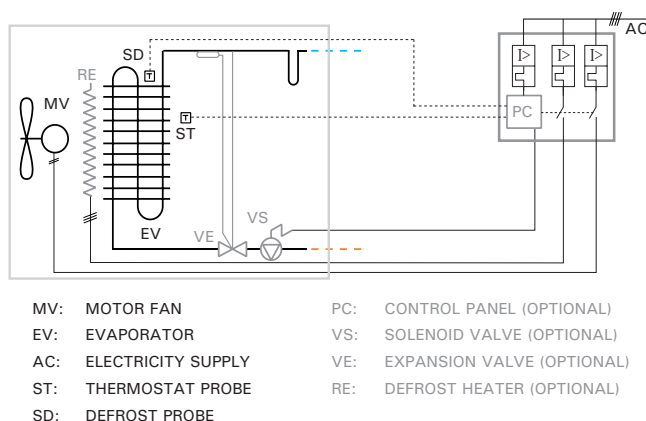 AC
SD
T
I>
I>
I>
RE
MV
PC
T
ST
VS
EV
VE
MV: MOTOR FAN
EV: EVAPORATOR
AC: ELECTRICITY SUPPLY
ST: THERMOSTAT PROBE
SD: DEFROST PROBE
PC: CONTROL PANEL (OPTIONAL)
VS: SOLENOID VALVE (OPTIONAL)
VE: EXPANSION VALVE (OPTIONAL)
RE: DEFROST HEATER (OPTIONAL)